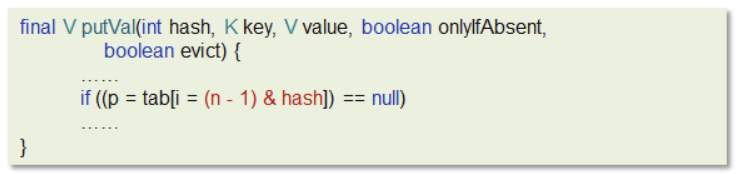 final V putVal(int hash, K key, V value, boolean onlyIfAbsent,
boolean evict) {
……
if ((p = tab[i = (n - 1) & hash]) == null)
……
}